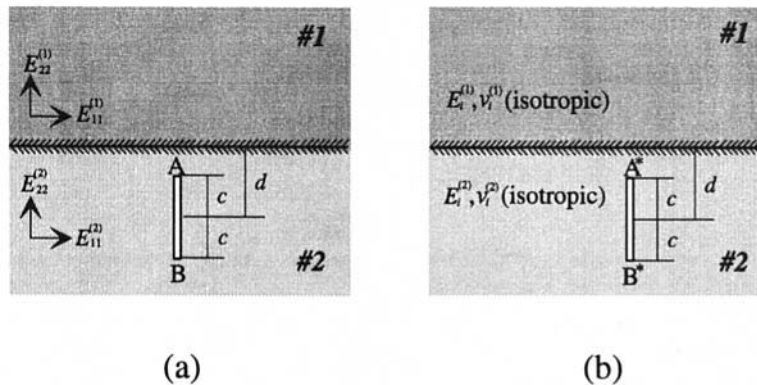 #1
E₂₂⁽¹⁾
E₁₁⁽¹⁾
A
d
c
E₂₂⁽²⁾
E₁₁⁽²⁾
c
B
#2
(a)
#1
Eᵢ⁽¹⁾,νᵢ⁽¹⁾(isotropic)
A*
d
c
Eᵢ⁽²⁾,νᵢ⁽²⁾(isotropic)
c
B*
#2
(b)